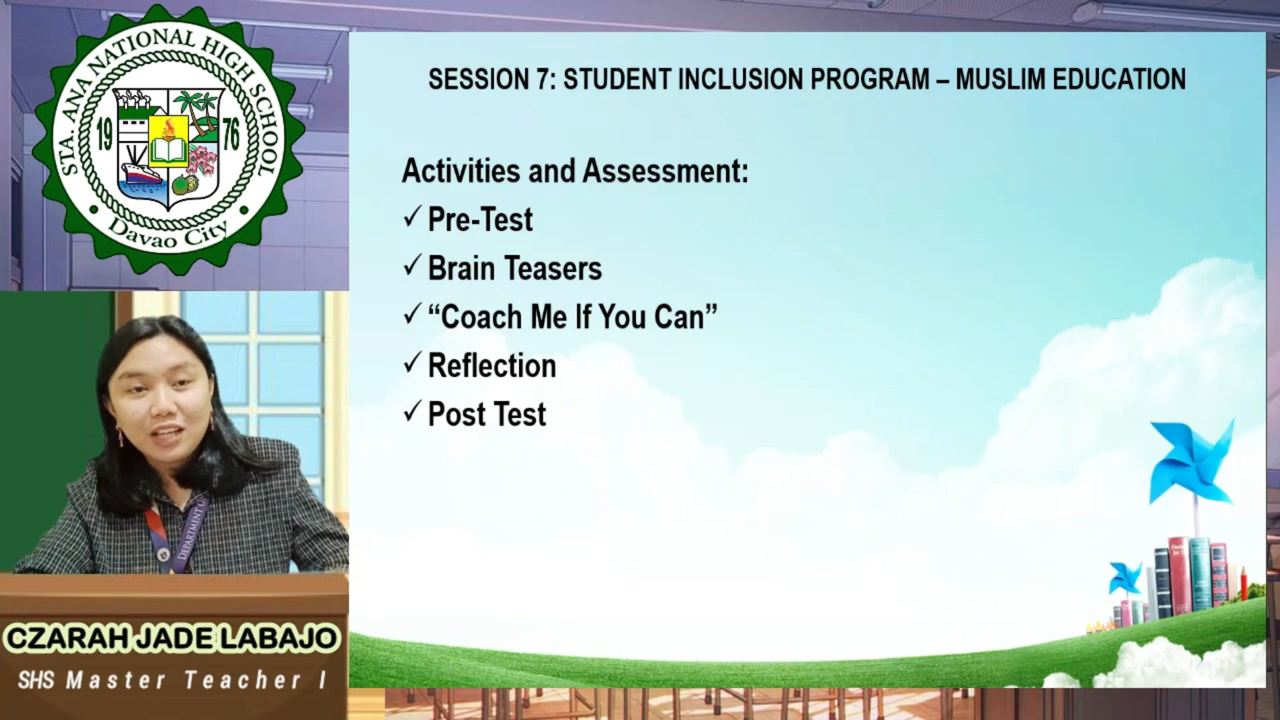 STA. ANA NATIONAL HIGH SCHOOL
19 76
Davao City
SESSION 7: STUDENT INCLUSION PROGRAM – MUSLIM EDUCATION
Activities and Assessment:
✓ Pre-Test
✓ Brain Teasers
✓ “Coach Me If You Can”
✓ Reflection
✓ Post Test
DEPARTMENT O
CZARAH JADE LABAJO
SHS Master Teacher I